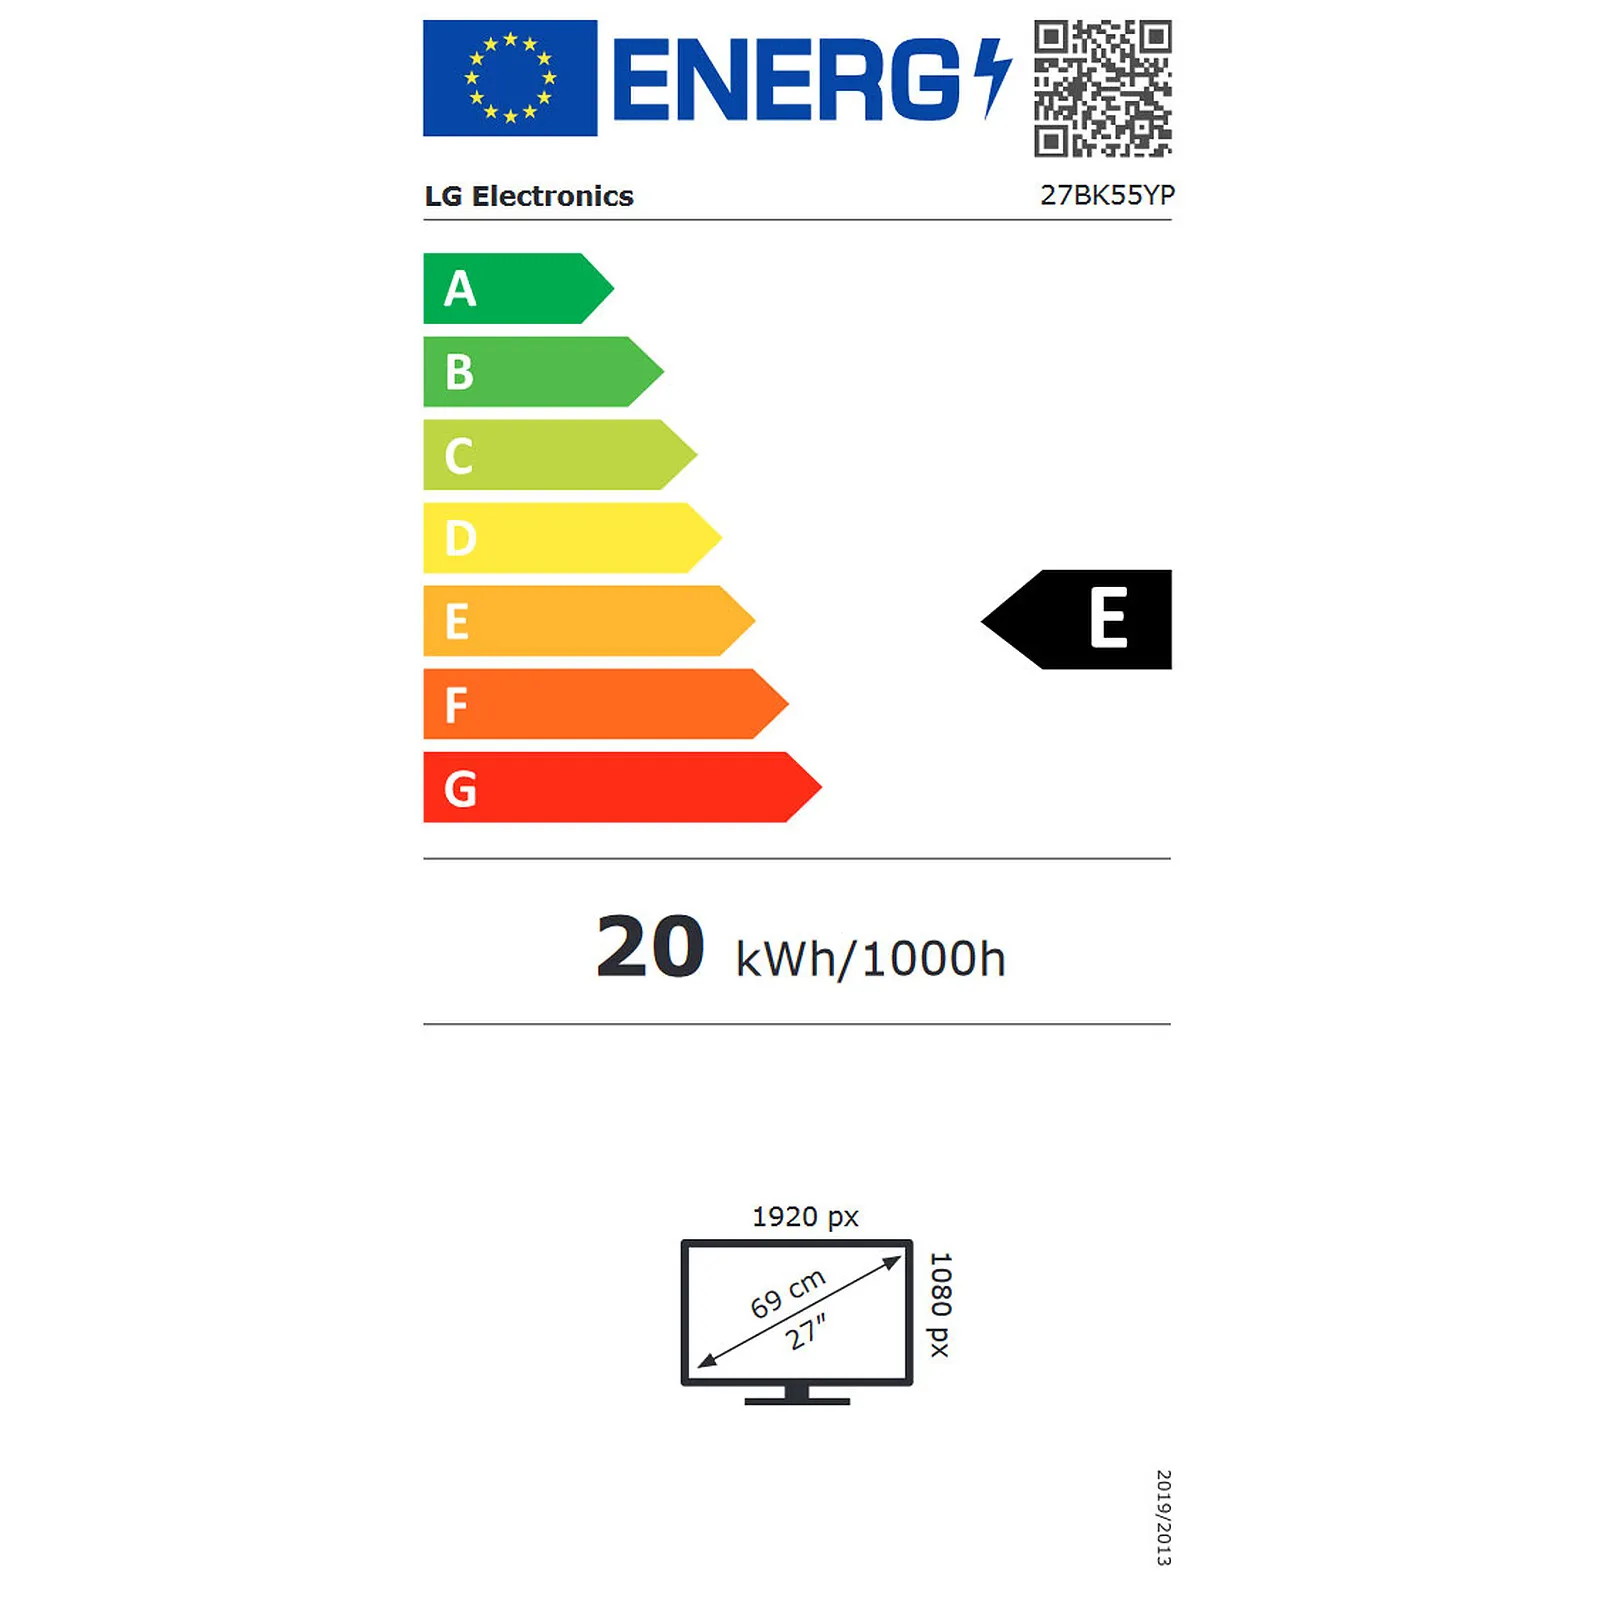 ENERG
LG Electronics
27BK55YP
A
B
C
D
E
E
F
G
20 kWh/1000h
1920 px
1080 px
69 cm
27"
2019/2013